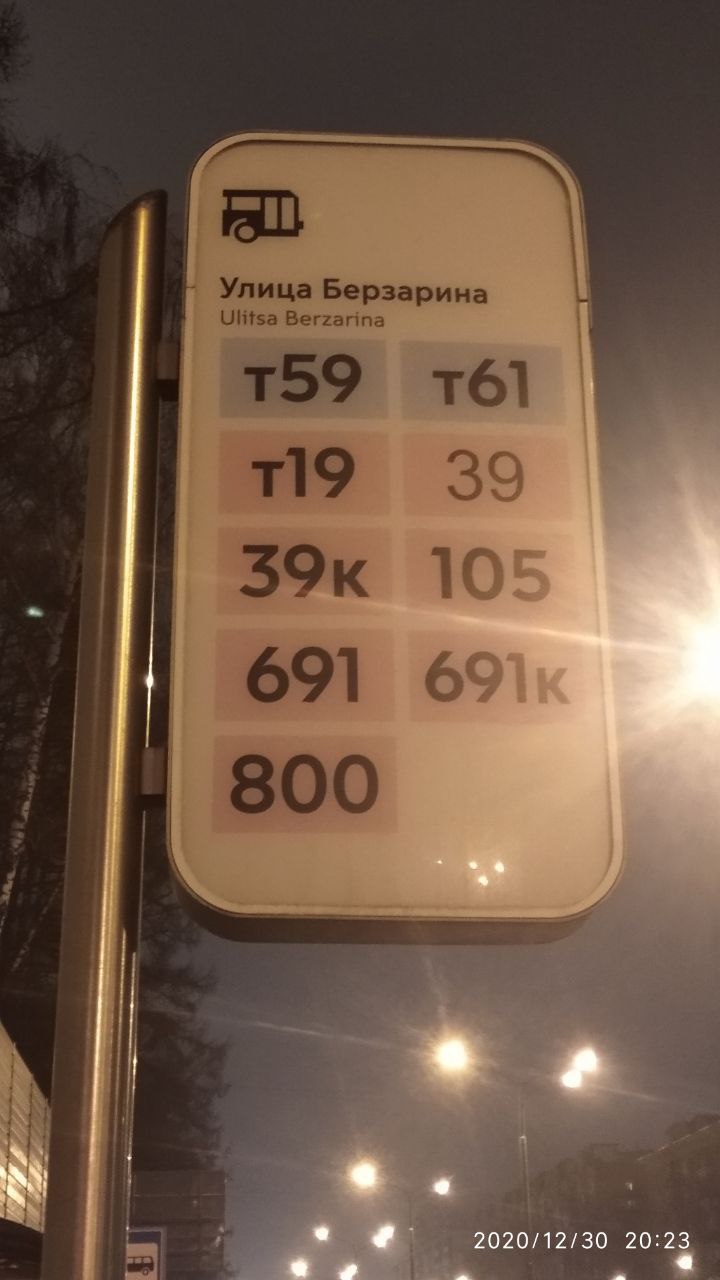 Улица Берзарина
Ulitsa Berzarina
т59 т61
т19 39
39к 105
691 691к
800
2020/12/30 20:23